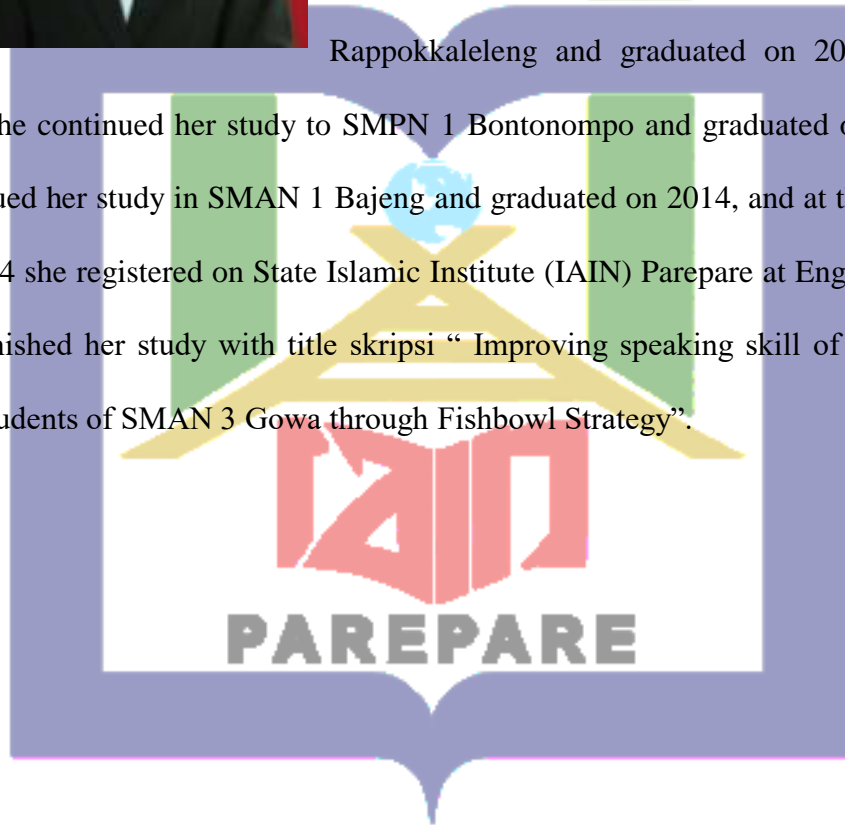 Rappokkaleleng and graduated on 20
he continued her study to SMPN 1 Bontonompo and graduated o
ued her study in SMAN 1 Bajeng and graduated on 2014, and at t
4 she registered on State Islamic Institute (IAIN) Parepare at Eng
nished her study with title skripsi “ Improving speaking skill of
udents of SMAN 3 Gowa through Fishbowl Strategy”.
IAIN
PAREPARE